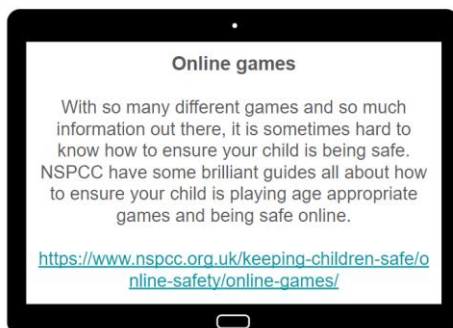 Online games
With so many different games and so much
information out there, it is sometimes hard to
know how to ensure your child is being safe.
NSPCC have some brilliant guides all about how
to ensure your child is playing age appropriate
games and being safe online.
https://www.nspcc.org.uk/keeping-children-safe/o
nline-safety/online-games/